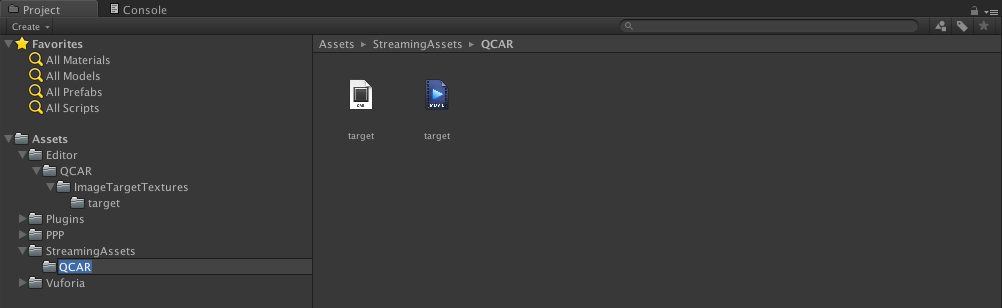 Project
Console
Create
Favorites
All Materials
All Models
All Prefabs
All Scripts
Assets
Editor
QCAR
ImageTargetTextures
target
Plugins
PPP
StreamingAssets
QCAR
Vuforia
Assets ▸ StreamingAssets ▸ QCAR
target
target